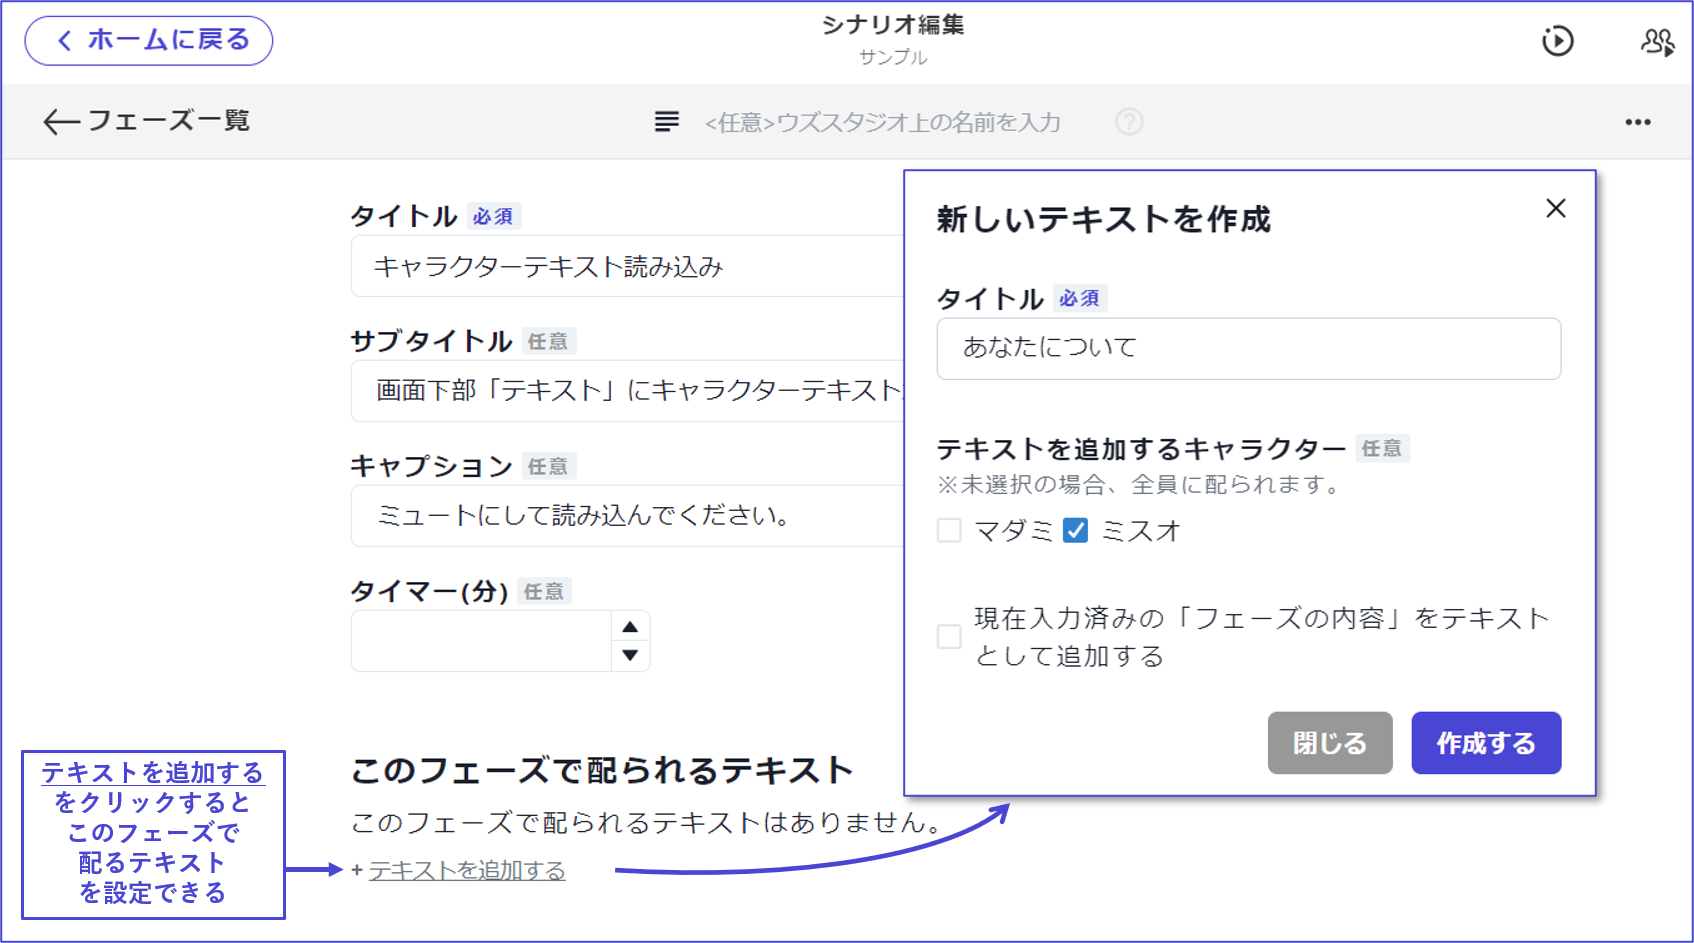 ホームに戻る
シナリオ編集
サンプル
フェーズ一覧
<任意>ウズスタジオ上の名前を入力
?
タイトル 必須
キャラクターテキスト読み込み
サブタイトル 任意
画面下部「テキスト」にキャラクターテキスト
キャプション 任意
ミュートにして読み込んでください。
タイマー(分) 任意
このフェーズで配られるテキスト
このフェーズで配られるテキストはありません。
+ テキストを追加する
テキストを追加する
をクリックすると
このフェーズで
配るテキスト
を設定できる
新しいテキストを作成
タイトル 必須
あなたについて
テキストを追加するキャラクター 任意
※未選択の場合、全員に配られます。
マダミ ミスオ
現在入力済みの「フェーズの内容」をテキスト
として追加する
閉じる 作成する